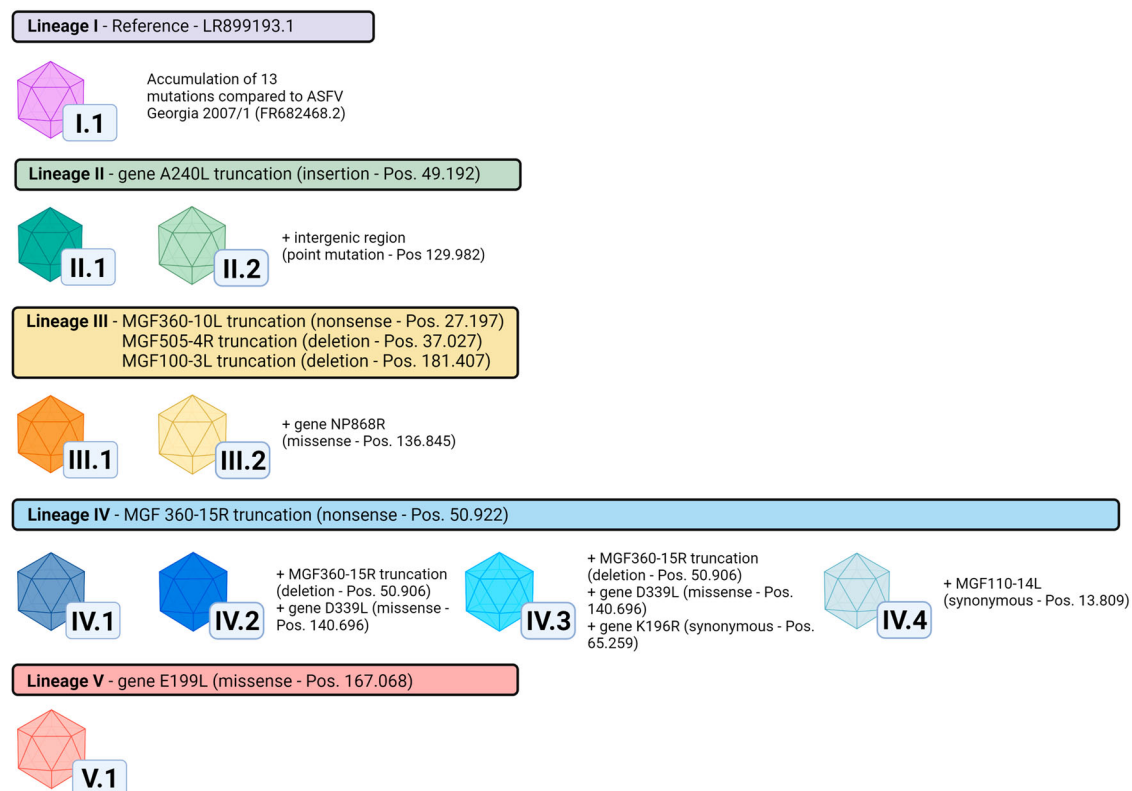 Lineage I - Reference - LR899193.1
Accumulation of 13
mutations compared to ASFV
Georgia 2007/1 (FR682468.2)
I.1
Lineage II - gene A240L truncation (insertion - Pos. 49.192)
II.1
II.2
+ intergenic region
(point mutation - Pos 129.982)
Lineage III - MGF360-10L truncation (nonsense - Pos. 27.197)
MGF505-4R truncation (deletion - Pos. 37.027)
MGF100-3L truncation (deletion - Pos. 181.407)
III.1
III.2
+ gene NP868R
(missense - Pos. 136.845)
Lineage IV - MGF 360-15R truncation (nonsense - Pos. 50.922)
IV.1
IV.2
+ MGF360-15R truncation
(deletion - Pos. 50.906)
+ gene D339L (missense -
Pos. 140.696)
IV.3
+ MGF360-15R truncation
(deletion - Pos. 50.906)
+ gene D339L (missense - Pos.
140.696)
+ gene K196R (synonymous - Pos.
65.259)
IV.4
+ MGF110-14L
(synonymous - Pos. 13.809)
Lineage V - gene E199L (missense - Pos. 167.068)
V.1